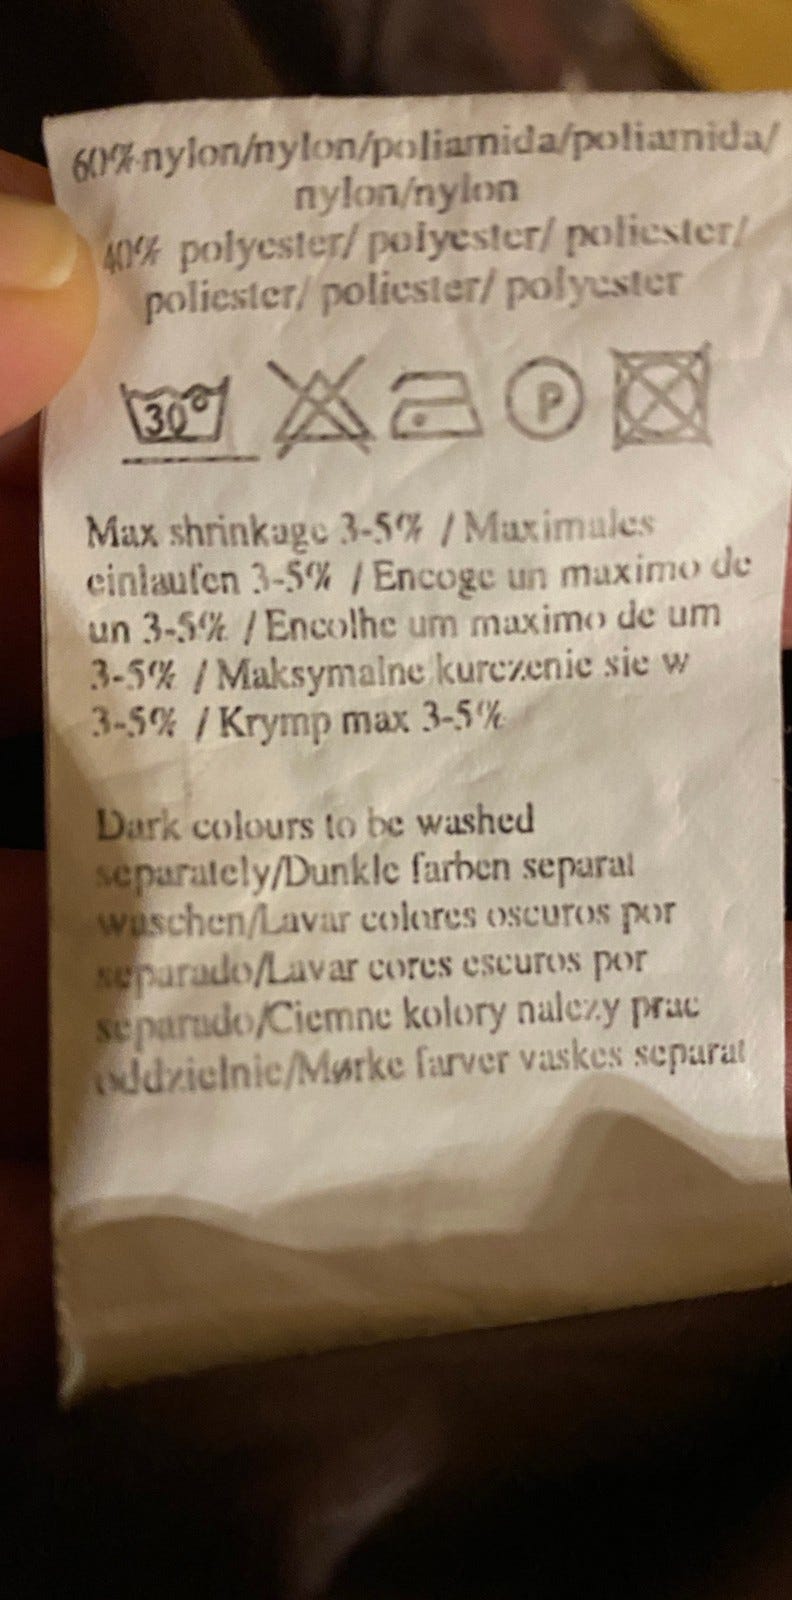 60% nylon/nylon/poliamida/poliamida/
nylon/nylon
40% polyester/ polyester/ poliester/
poliester/ poliester/ polyester
30° P
Max shrinkage 3-5% / Maximales
einlaufen 3-5% / Encoge un maximo de
un 3-5% / Encolhe um maximo de um
3-5% / Maksymalne kurczenie sie w
3-5% / Krymp max 3-5%
Dark colours to be washed
separately/Dunkle farben separat
waschen/Lavar colores oscuros por
separado/Lavar cores escuros por
separado/Ciemne kolory nalezy prac
oddzielnie/Mørke farver vaskes separat